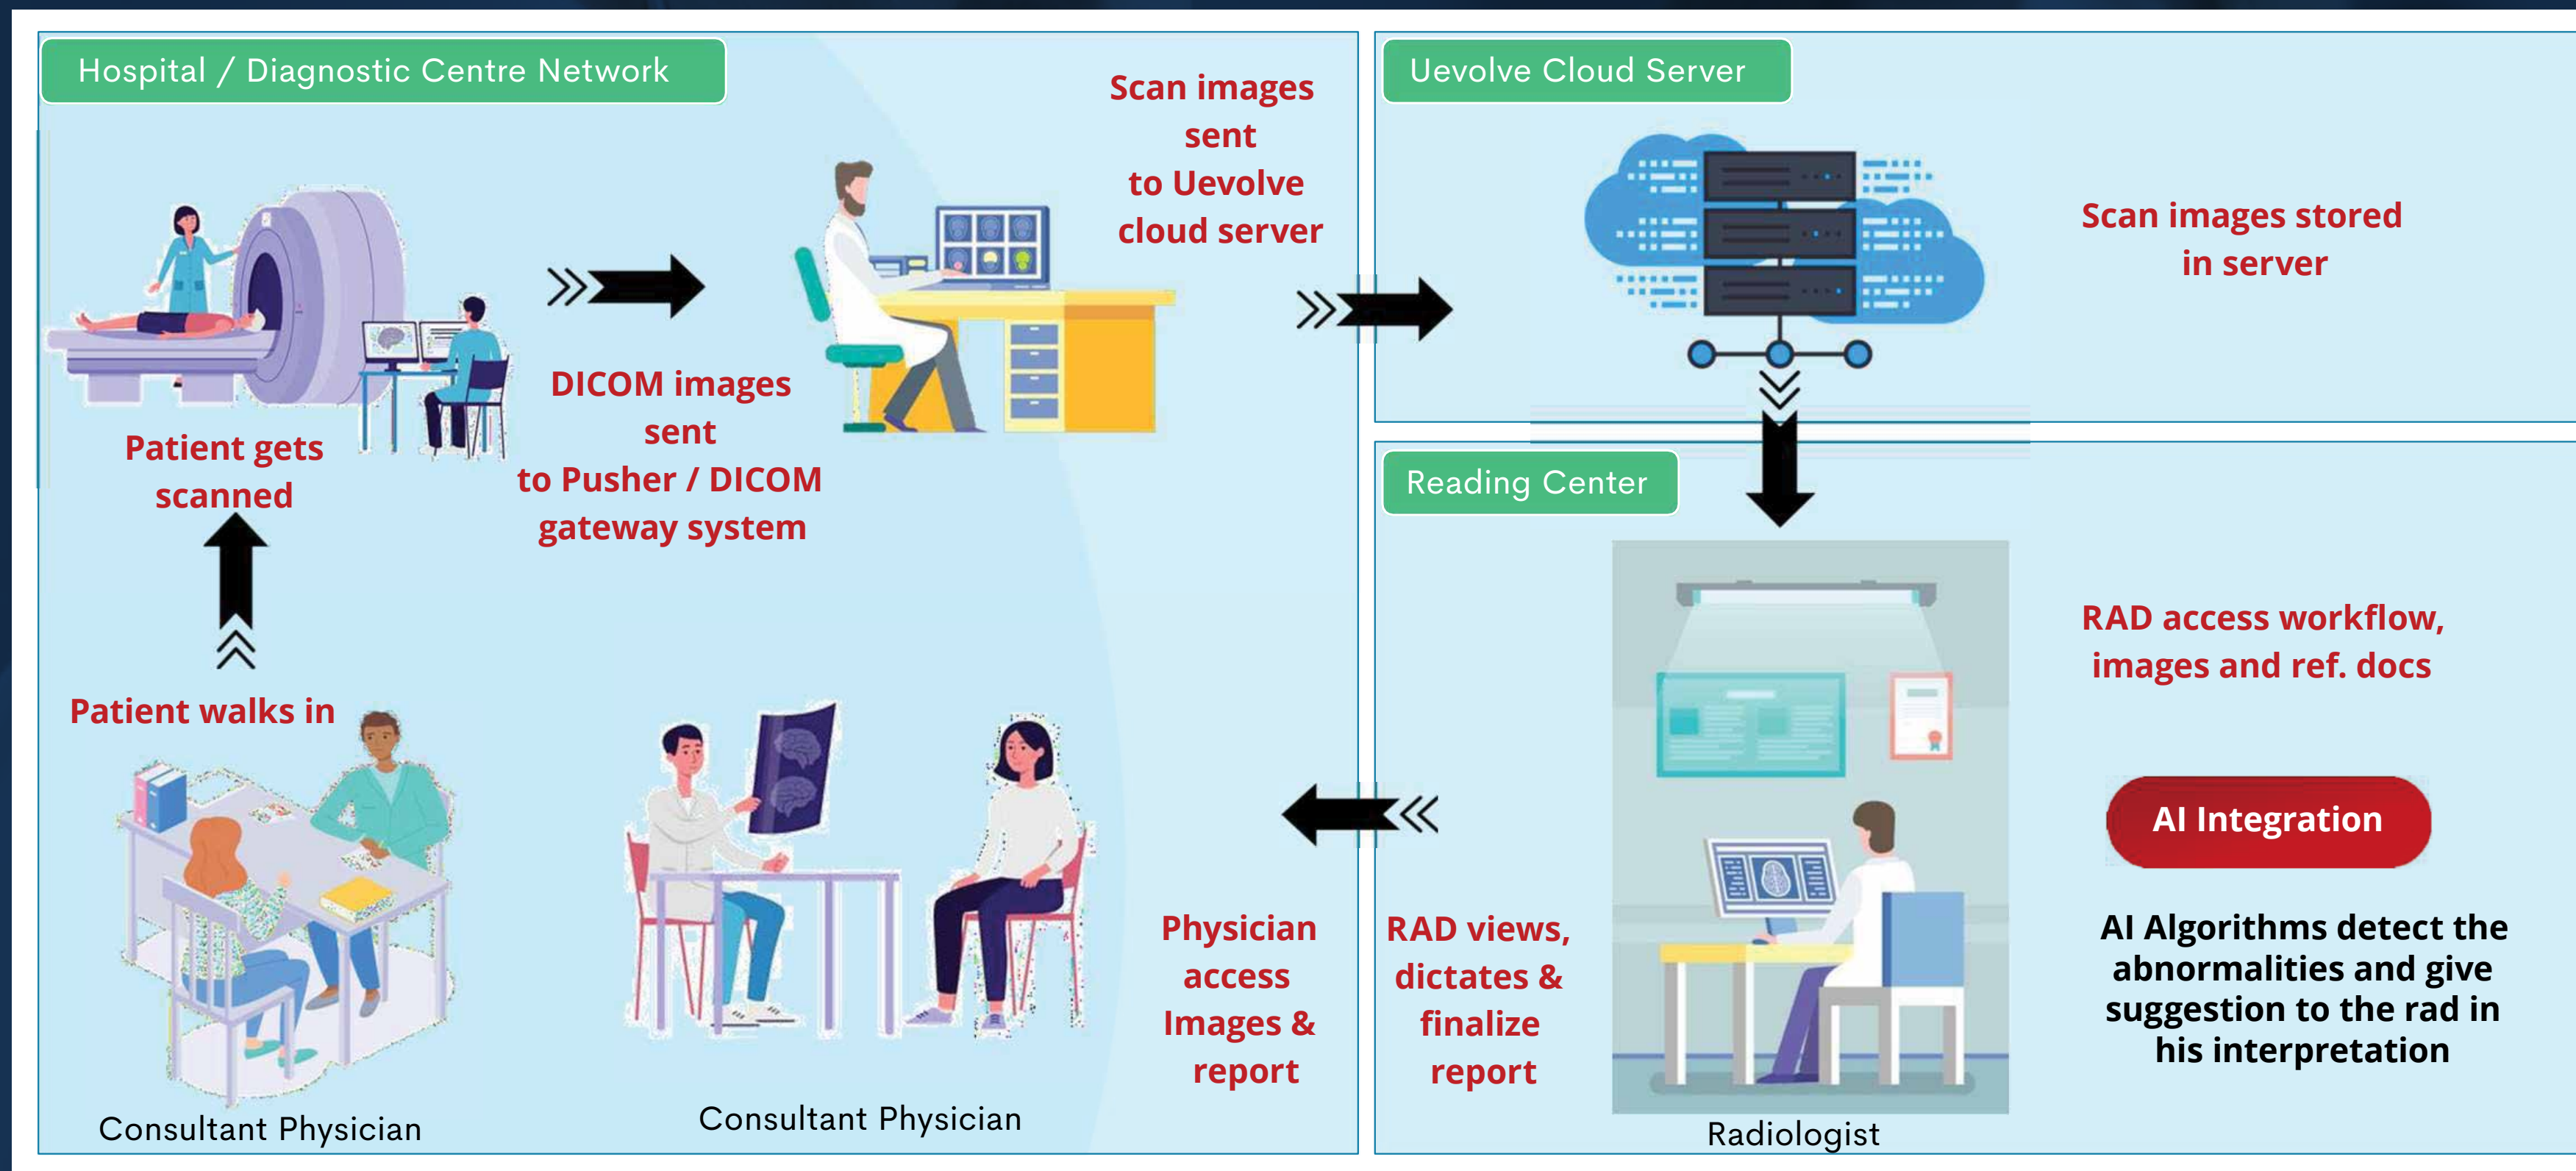 Hospital / Diagnostic Centre Network
Scan images
sent
to Uevolve
cloud server
DICOM images
sent
to Pusher / DICOM
gateway system
Patient gets
scanned
Patient walks in
Consultant Physician
Consultant Physician
Physician
access
Images &
report
Uevolve Cloud Server
Scan images stored
in server
Reading Center
RAD access workflow,
images and ref. docs
AI Integration
AI Algorithms detect the
abnormalities and give
suggestion to the rad in
his interpretation
RAD views,
dictates &
finalize
report
Radiologist